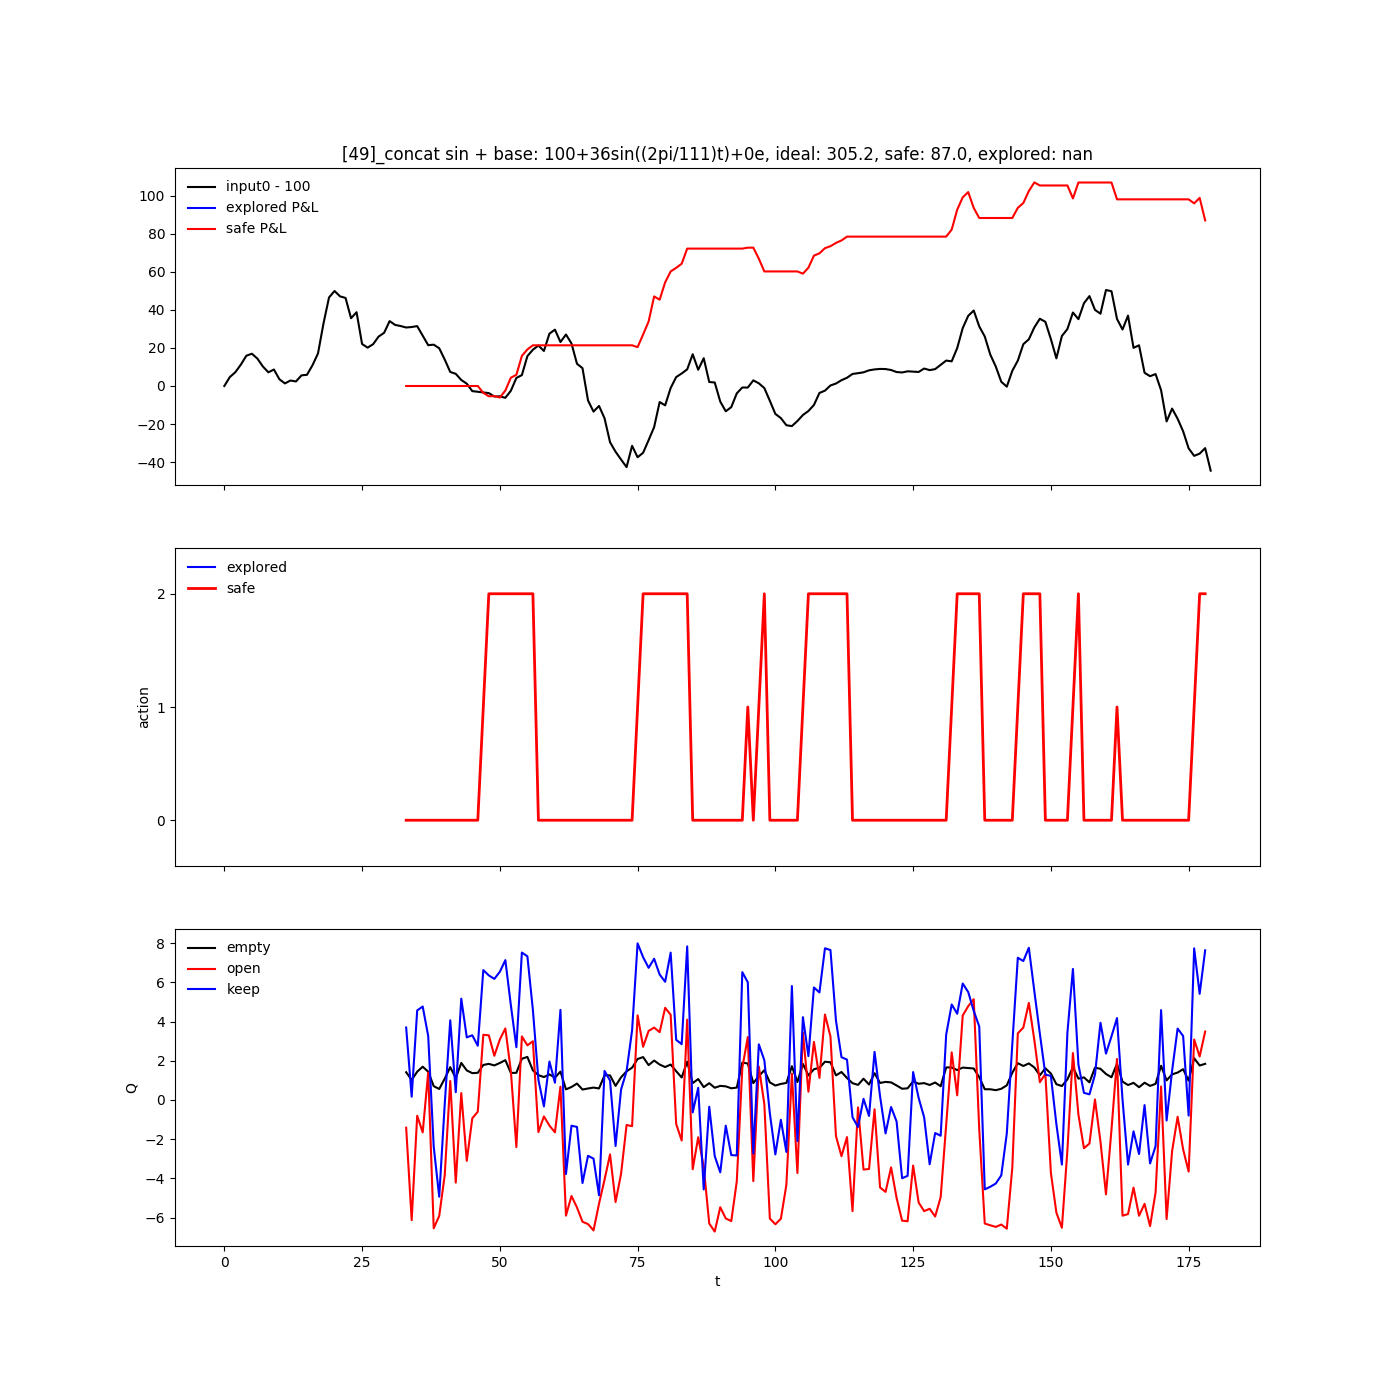 [49]_concat sin + base: 100+36sin((2pi/111)t)+0e, ideal: 305.2, safe: 87.0, explored: nan
input0 - 100
explored P&L
safe P&L
100
80
60
40
20
0
−20
−40
explored
safe
2
1
0
action
empty
open
keep
8
6
4
2
0
−2
−4
−6
Q
0 25 50 75 100 125 150 175
t